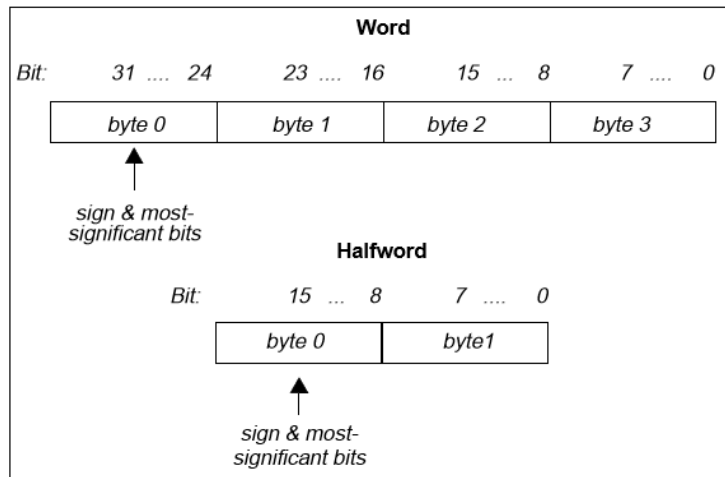 Word
Bit: 31 .... 24 23 .... 16 15 ... 8 7 .... 0
byte 0 byte 1 byte 2 byte 3
sign & most-
significant bits
Halfword
Bit: 15 ... 8 7 .... 0
byte 0 byte1
sign & most-
significant bits